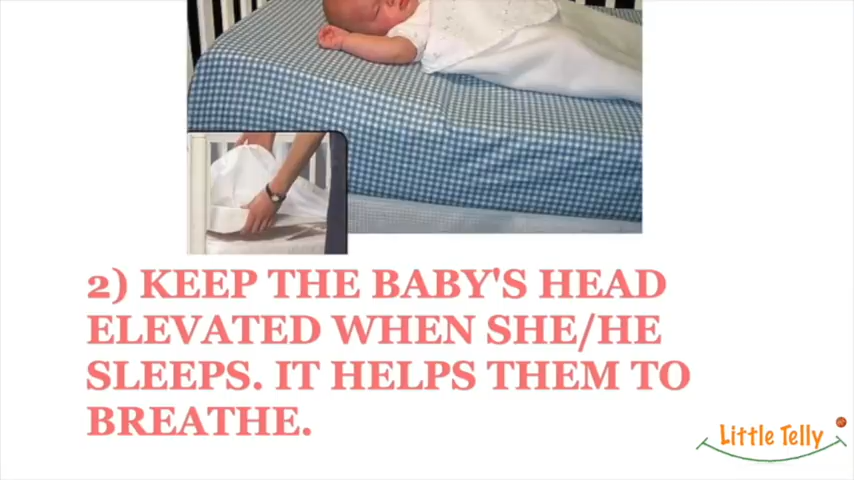 2) KEEP THE BABY'S HEAD
ELEVATED WHEN SHE/HE
SLEEPS. IT HELPS THEM TO
BREATHE.
Little Telly